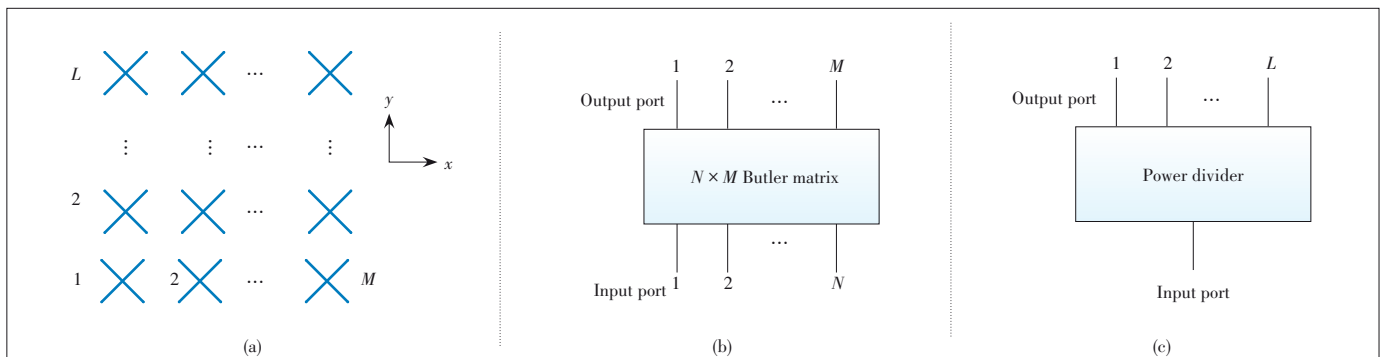 L ...
y
x
⋮ ⋮ ... ⋮
2 ...
1 2 ... M
(a)
1 2 ... M
Output port
N × M Butler matrix
Input port 1 2 ... N
(b)
1 2 ... L
Output port
Power divider
Input port
(c)